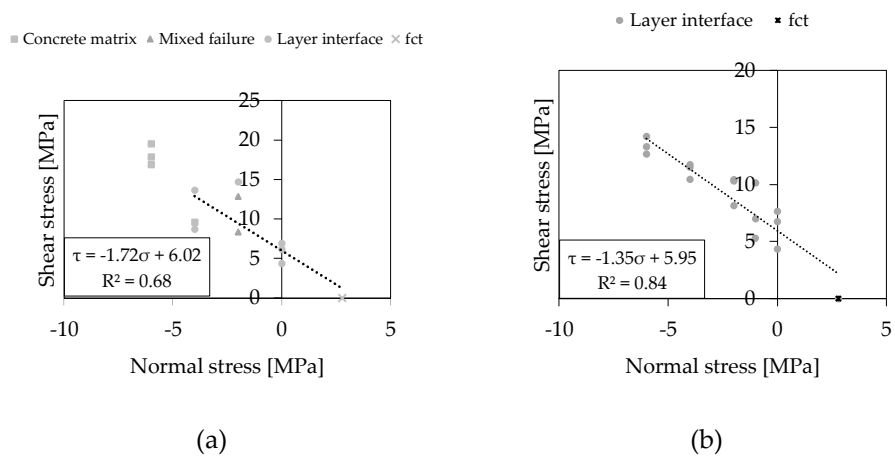 Concrete matrix Mixed failure Layer interface fct
Shear stress [MPa]
25
20
15
10
5
0
τ = -1.72σ + 6.02
R² = 0.68
-10 -5 0 5
Normal stress [MPa]
(a)
Layer interface fct
Shear stress [MPa]
20
15
10
5
0
τ = -1.35σ + 5.95
R² = 0.84
-10 -5 0 5
Normal stress [MPa]
(b)